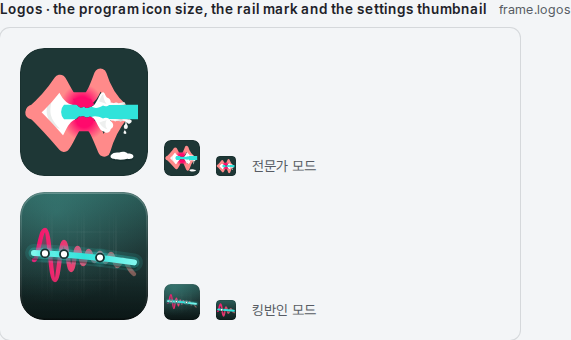 Logos · the program icon size, the rail mark and the settings thumbnail frame.logos
전문가 모드
킹반인 모드